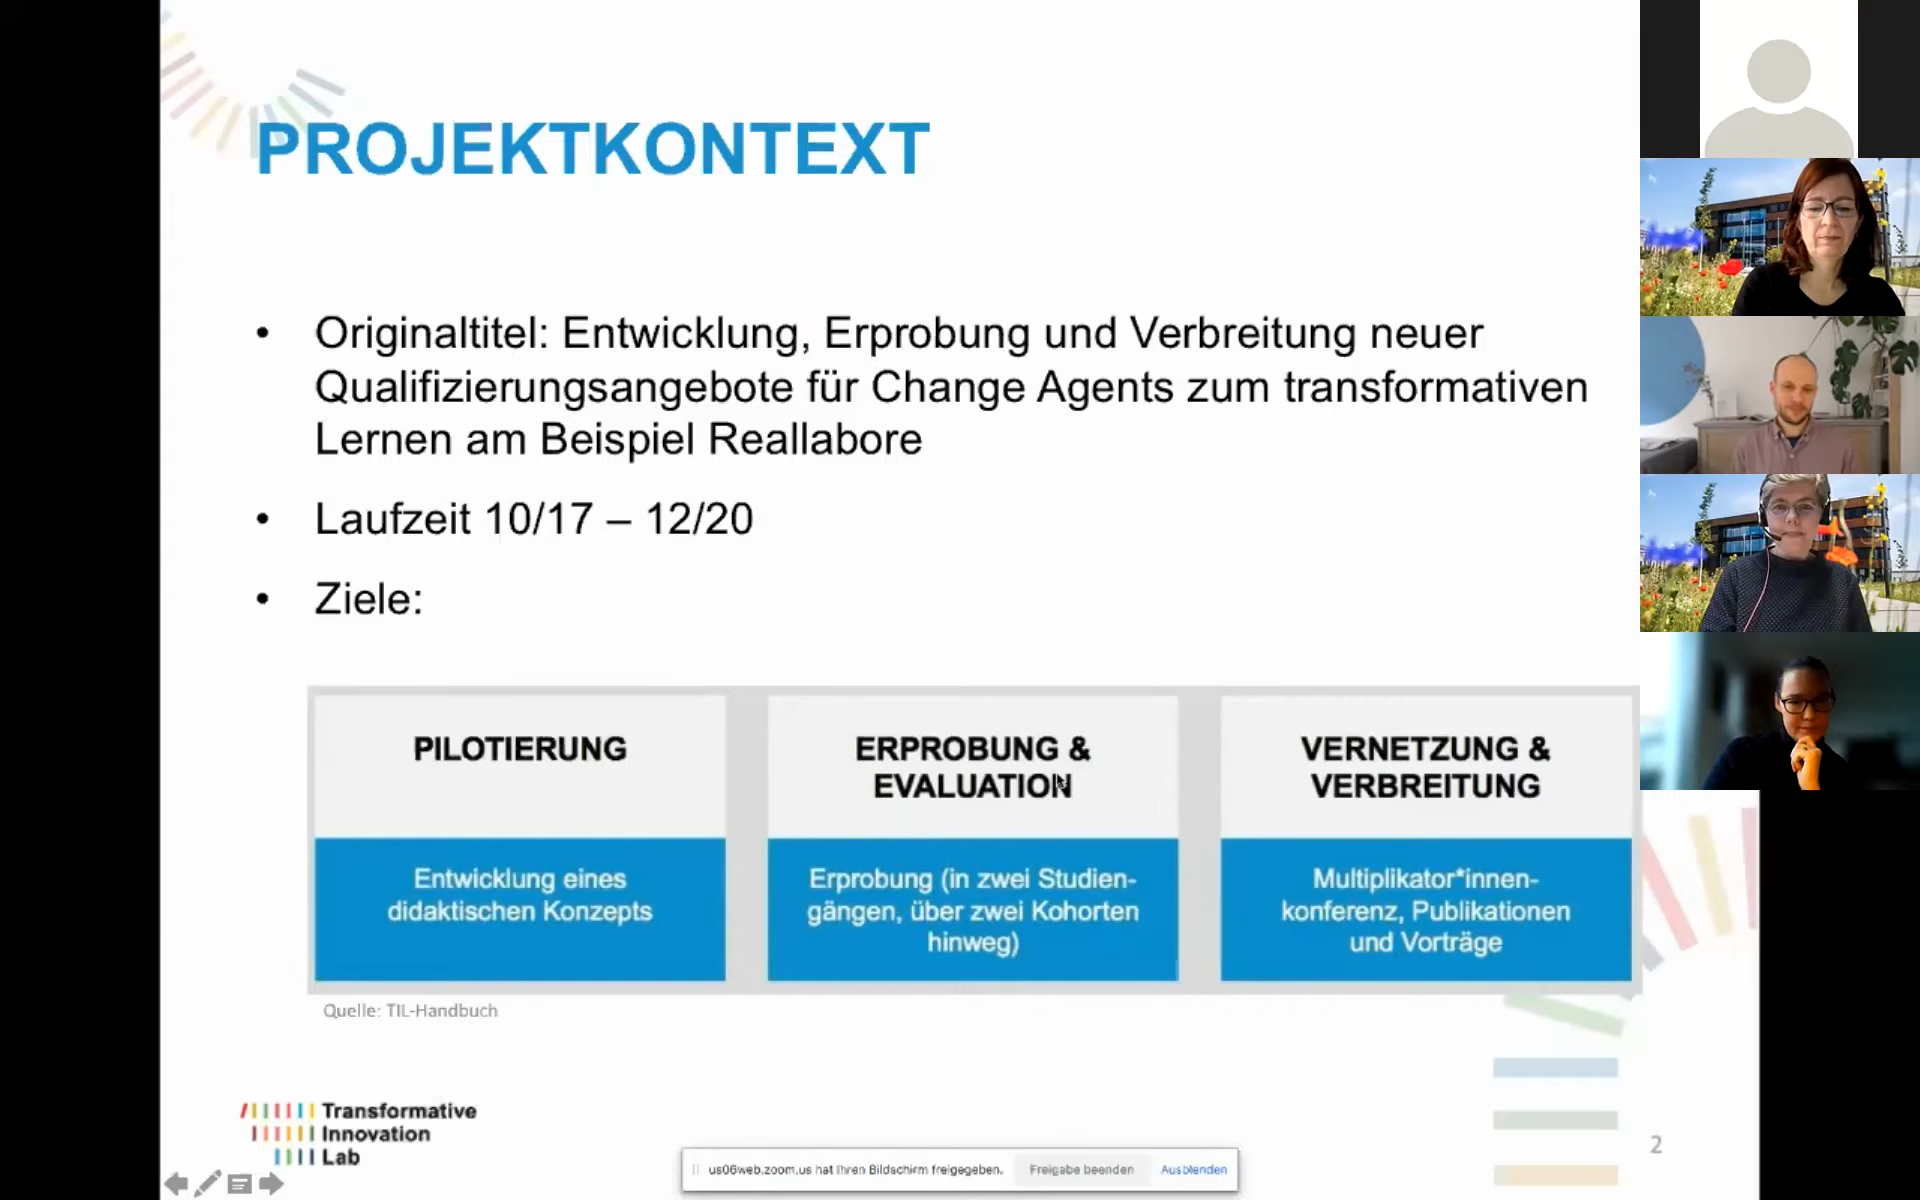 PROJEKTKONTEXT
• Originaltitel: Entwicklung, Erprobung und Verbreitung neuer
Qualifizierungsangebote für Change Agents zum transformativen
Lernen am Beispiel Reallabore
• Laufzeit 10/17 – 12/20
• Ziele:
PILOTIERUNG
Entwicklung eines
didaktischen Konzepts
ERPROBUNG &
EVALUATION
Erprobung (in zwei Studien-
gängen, über zwei Kohorten
hinweg)
VERNETZUNG &
VERBREITUNG
Multiplikator*innen-
konferenz, Publikationen
und Vorträge
Quelle: TIL-Handbuch
Transformative
Innovation
Lab
us06web.zoom.us hat Ihren Bildschirm freigegeben.
Freigabe beenden
Ausblenden
2